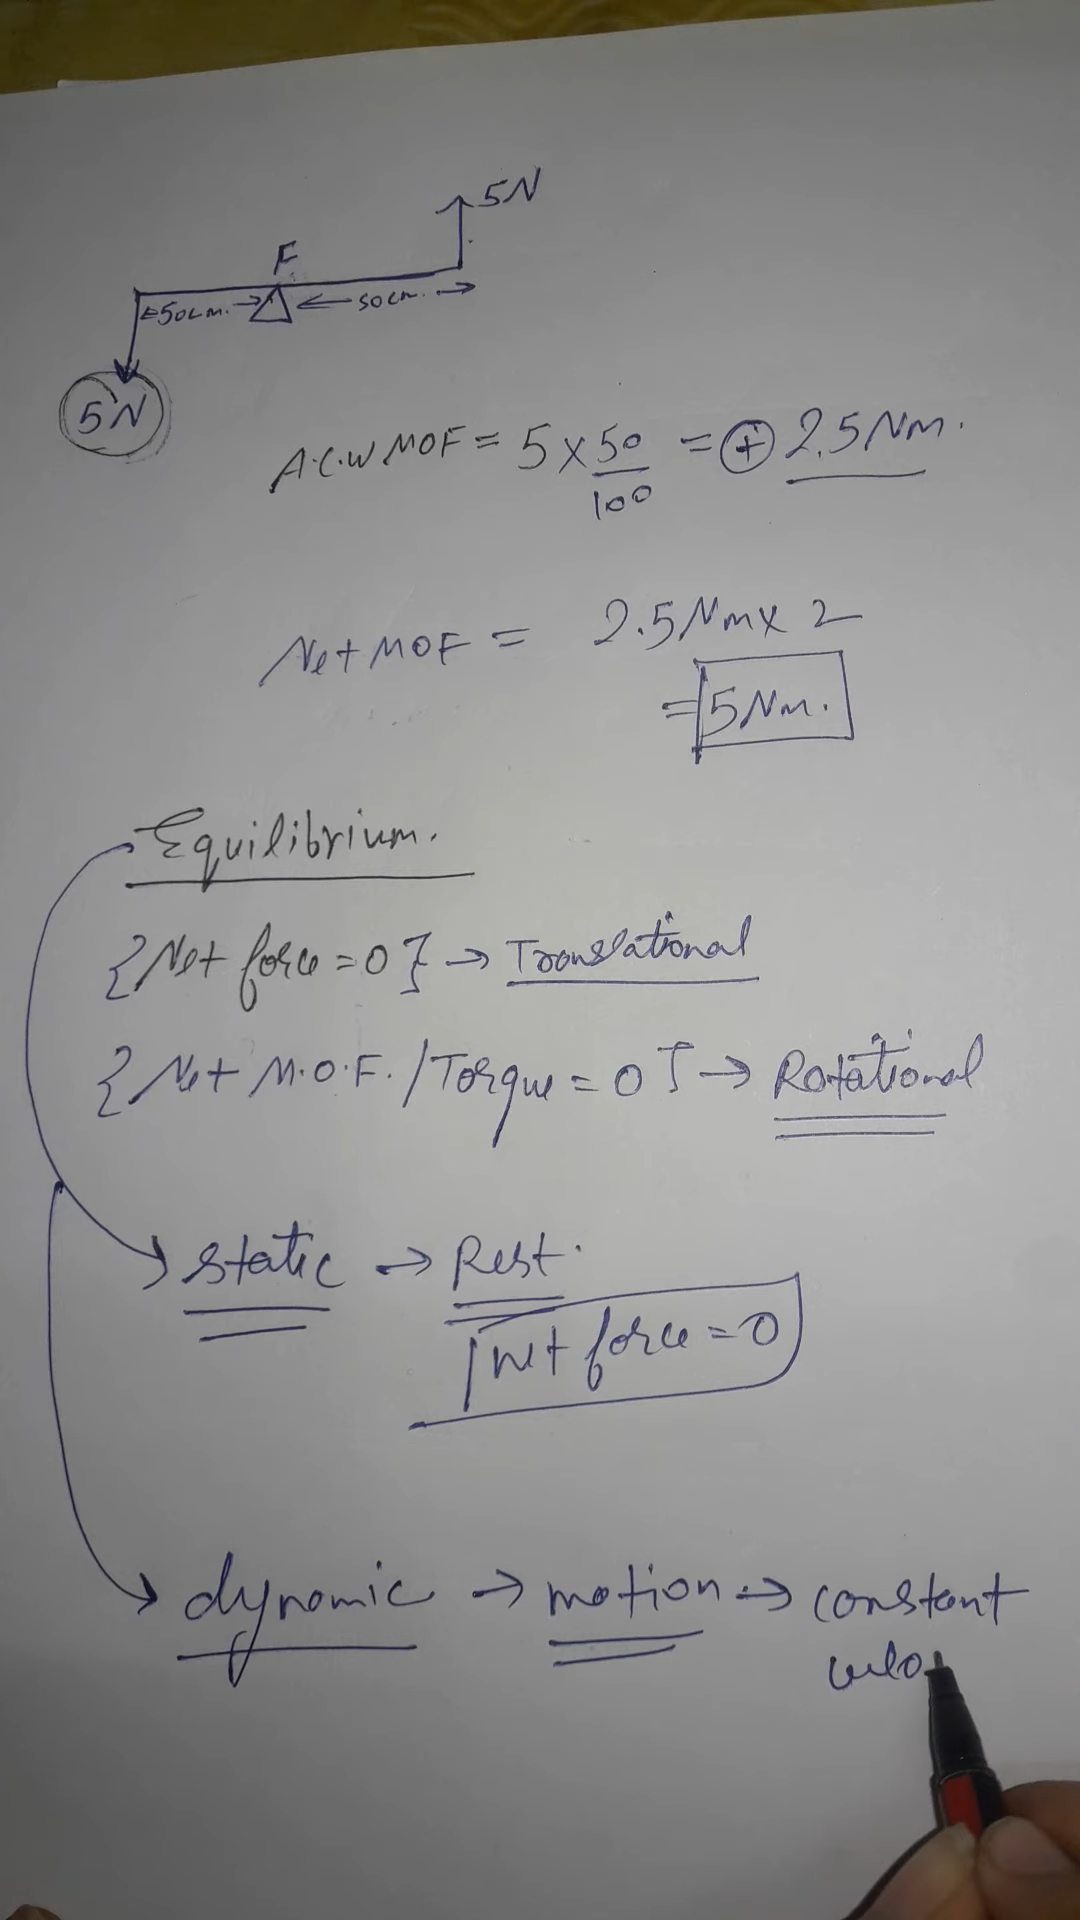 5N
F
50cm. 50cm.
5N
A.C.W MOF = 5 × 50/100 = + 2.5 Nm.
Net MOF = 2.5 Nm × 2
= 5 Nm.
Equilibrium.
{Net force = 0} → Translational
{Net M.O.F. / Torque = 0} → Rotational
static → Rest.
Net force = 0
dynamic → motion → constant
velo